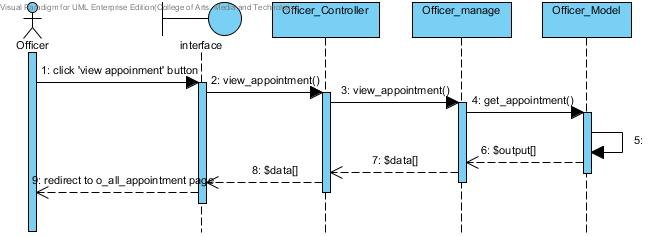 Visual Paradigm for UML Enterprise Edition(College of Arts, Media and Technology
Officer_Controller
Officer_manage
Officer_Model
Officer
interface
1: click 'view appoinment' button
2: view_appointment()
3: view_appointment()
4: get_appointment()
5:
6: $output[]
7: $data[]
8: $data[]
9: redirect to o_all_appointment page